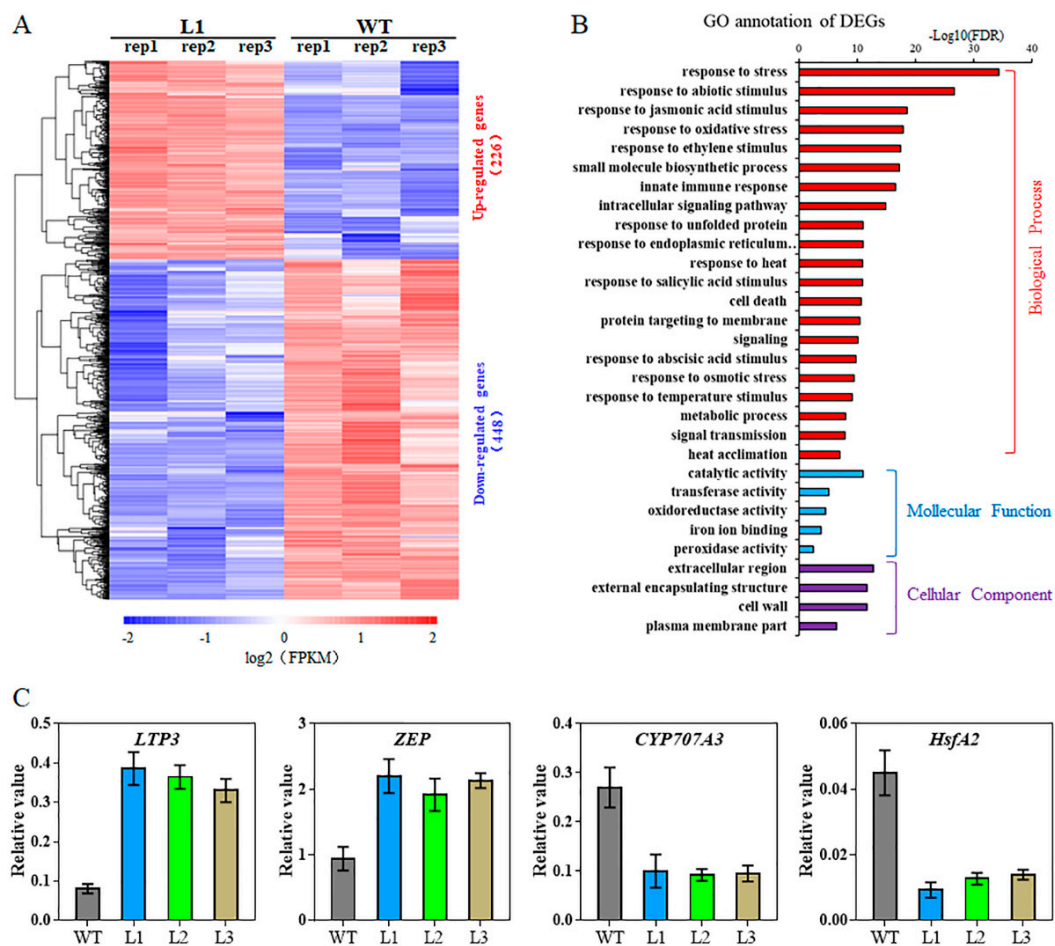 A
L1 WT
rep1 rep2 rep3 rep1 rep2 rep3
Up-regulated genes
(226)
Down-regulated genes
(448)
-2 -1 0 1 2
log2 (FPKM)
B
GO annotation of DEGs
-Log10(FDR)
0 10 20 30 40
response to stress
response to abiotic stimulus
response to jasmonic acid stimulus
response to oxidative stress
response to ethylene stimulus
small molecule biosynthetic process
innate immune response
intracellular signaling pathway
response to unfolded protein
response to endoplasmic reticulum…
response to heat
response to salicylic acid stimulus
cell death
protein targeting to membrane
signaling
response to abscisic acid stimulus
response to osmotic stress
response to temperature stimulus
metabolic process
signal transmission
heat acclimation
catalytic activity
transferase activity
oxidoreductase activity
iron ion binding
peroxidase activity
extracellular region
external encapsulating structure
cell wall
plasma membrane part
Biological Process
Mollecular Function
Cellular Component
C
LTP3
Relative value
0.5
0.4
0.3
0.2
0.1
0.0
WT L1 L2 L3
ZEP
Relative value
3
2
1
0
WT L1 L2 L3
CYP707A3
Relative value
0.4
0.3
0.2
0.1
0.0
WT L1 L2 L3
HsfA2
Relative value
0.06
0.04
0.02
0.00
WT L1 L2 L3